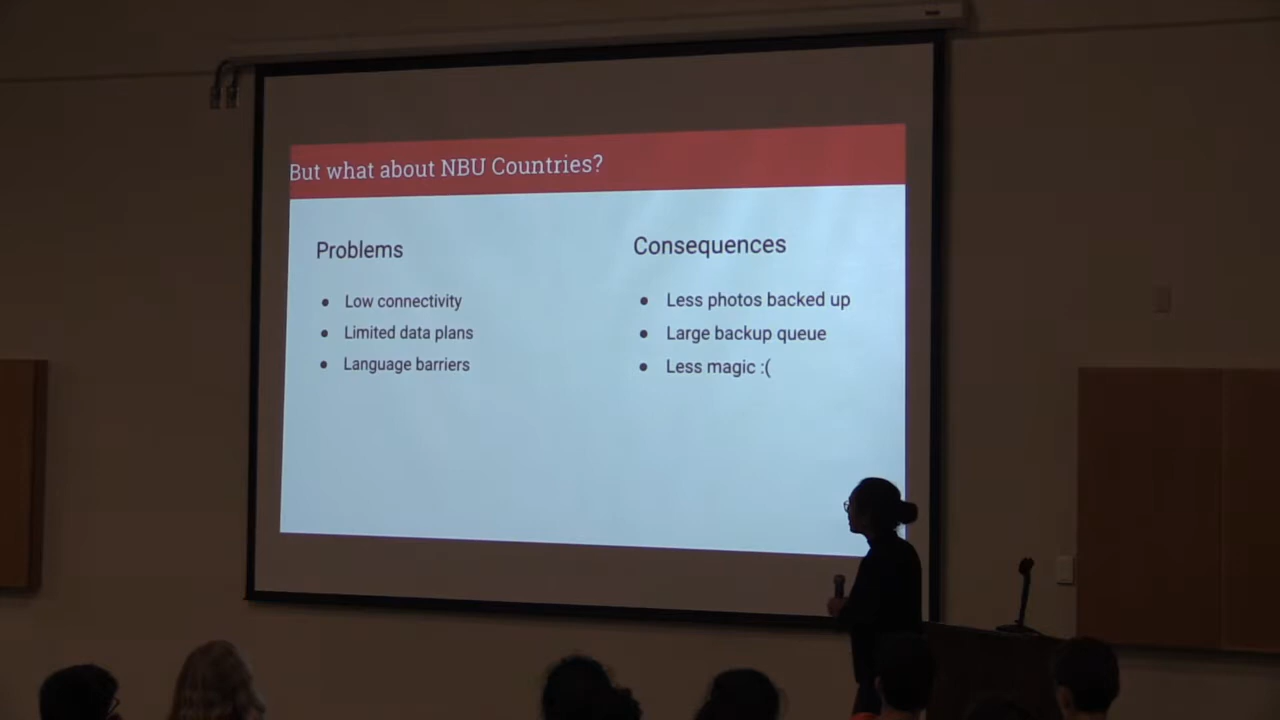 But what about NBU Countries?
Problems
Low connectivity
Limited data plans
Language barriers
Consequences
Less photos backed up
Large backup queue
Less magic :(